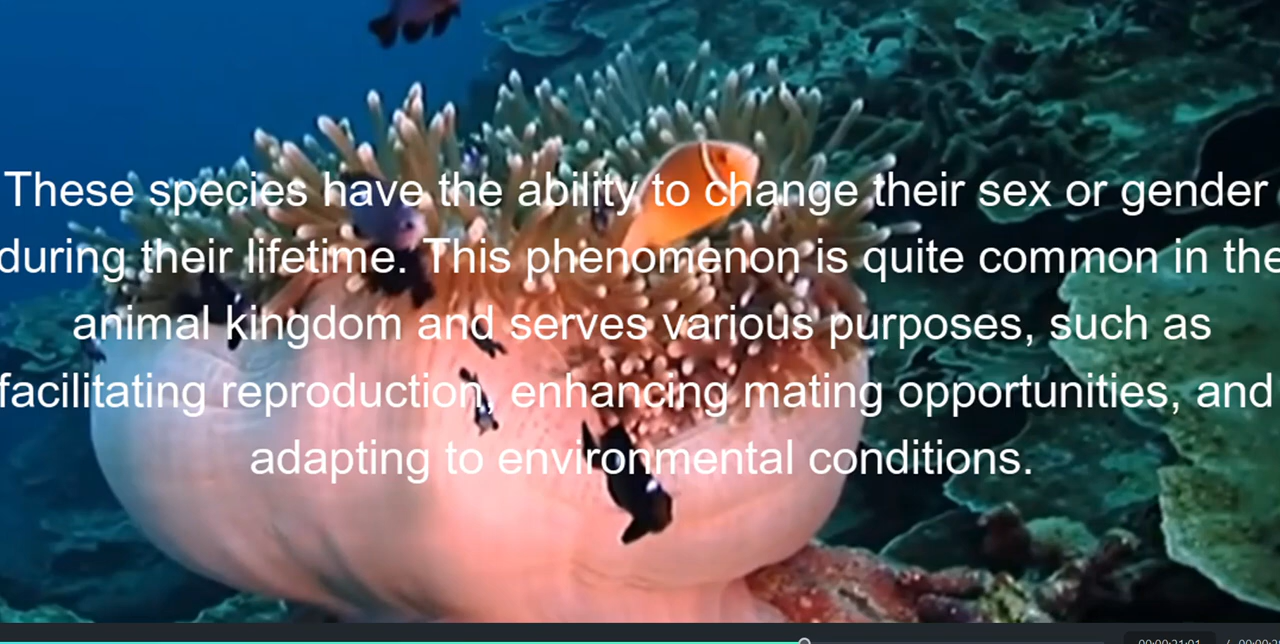 These species have the ability to change their sex or gender
during their lifetime. This phenomenon is quite common in the
animal kingdom and serves various purposes, such as
facilitating reproduction, enhancing mating opportunities, and
adapting to environmental conditions.